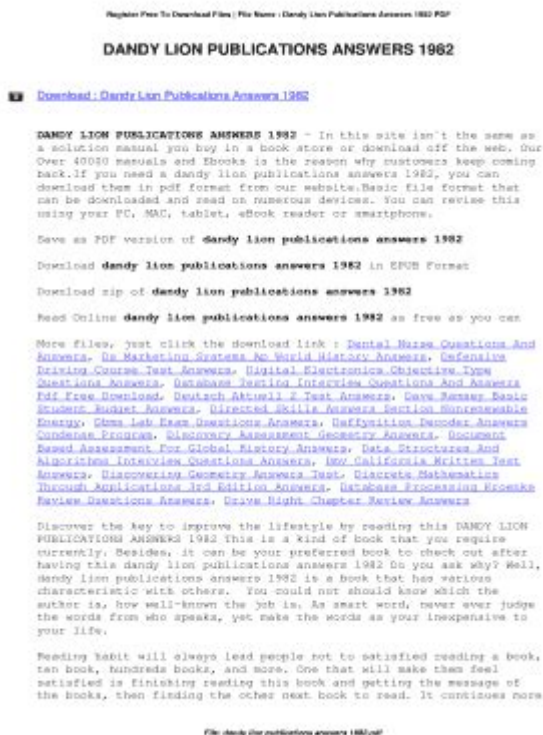 Register Free To Download Files | File Name : Dandy Lion Publications Answers 1982 PDF
DANDY LION PUBLICATIONS ANSWERS 1982
Download : Dandy Lion Publications Answers 1982
DANDY LION PUBLICATIONS ANSWERS 1982 - In this site isn`t the same as
a solution manual you buy in a book store or download off the web. Our
Over 40000 manuals and Ebooks is the reason why customers keep coming
back.If you need a dandy lion publications answers 1982, you can
download them in pdf format from our website.Basic file format that
can be downloaded and read on numerous devices. You can revise this
using your PC, MAC, tablet, eBook reader or smartphone.
Save as PDF version of dandy lion publications answers 1982
Download dandy lion publications answers 1982 in EPUB Format
Download zip of dandy lion publications answers 1982
Read Online dandy lion publications answers 1982 as free as you can
More files, just click the download link : Dental Nurse Questions And
Answers, Ds Marketing Systems Ap World History Answers, Defensive
Driving Course Test Answers, Digital Electronics Objective Type
Questions Answers, Database Testing Interview Questions And Answers
Pdf Free Download, Deutsch Aktuell 2 Test Answers, Dave Ramsey Basic
Student Budget Answers, Directed Skills Answers Section Nonrenewable
Energy, Dbms Lab Exam Questions Answers, Daffynition Decoder Answers
Condense Program, Discovery Assessment Geometry Answers, Document
Based Assessment For Global History Answers, Data Structures And
Algorithms Interview Questions Answers, Dmv California Written Test
Answers, Discovering Geometry Answers Test, Discrete Mathematics
Through Applications 3rd Edition Answers, Database Processing Kroenke
Review Questions Answers, Drive Right Chapter Review Answers
Discover the key to improve the lifestyle by reading this DANDY LION
PUBLICATIONS ANSWERS 1982 This is a kind of book that you require
currently. Besides, it can be your preferred book to check out after
having this dandy lion publications answers 1982 Do you ask why? Well,
dandy lion publications answers 1982 is a book that has various
characteristic with others. You could not should know which the
author is, how well-known the job is. As smart word, never ever judge
the words from who speaks, yet make the words as your inexpensive to
your life.
Reading habit will always lead people not to satisfied reading a book,
ten book, hundreds books, and more. One that will make them feel
satisfied is finishing reading this book and getting the message of
the books, then finding the other next book to read. It continues more
File: dandy lion publications answers 1982.pdf